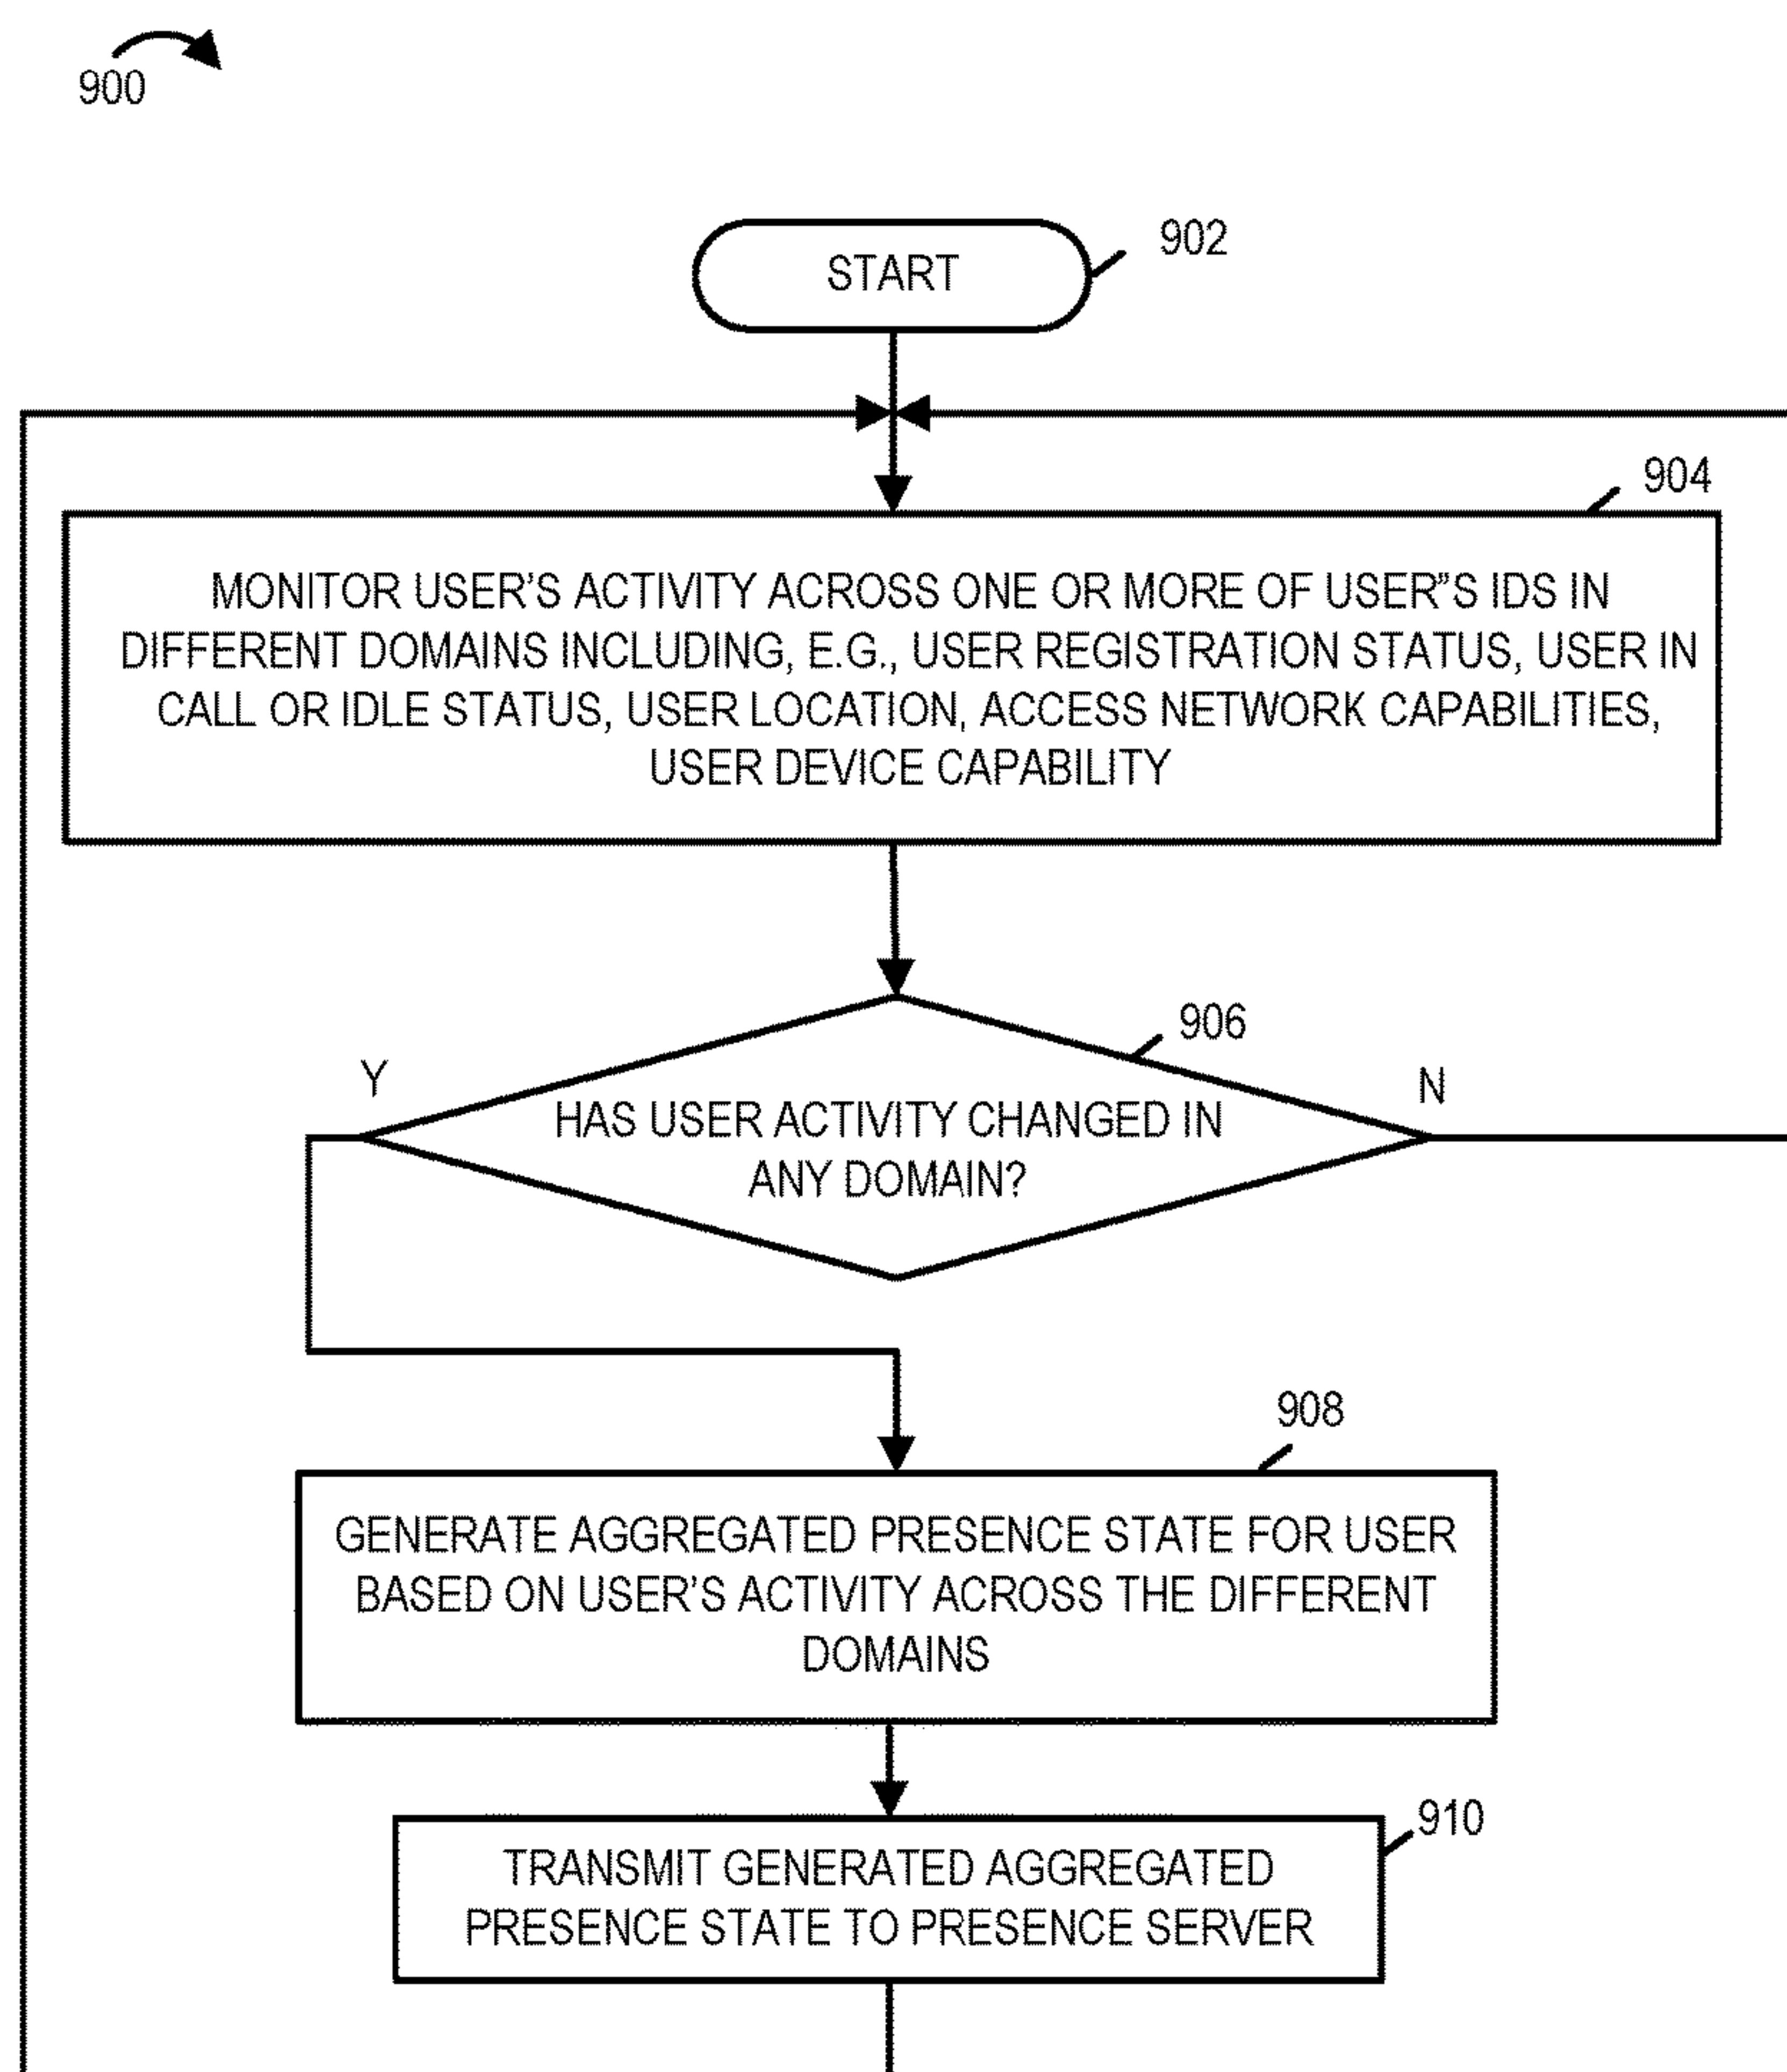 900
START
902
904
MONITOR USER'S ACTIVITY ACROSS ONE OR MORE OF USER"S IDS IN
DIFFERENT DOMAINS INCLUDING, E.G., USER REGISTRATION STATUS, USER IN
CALL OR IDLE STATUS, USER LOCATION, ACCESS NETWORK CAPABILITIES,
USER DEVICE CAPABILITY
906
Y
N
HAS USER ACTIVITY CHANGED IN
ANY DOMAIN?
908
GENERATE AGGREGATED PRESENCE STATE FOR USER
BASED ON USER'S ACTIVITY ACROSS THE DIFFERENT
DOMAINS
910
TRANSMIT GENERATED AGGREGATED
PRESENCE STATE TO PRESENCE SERVER